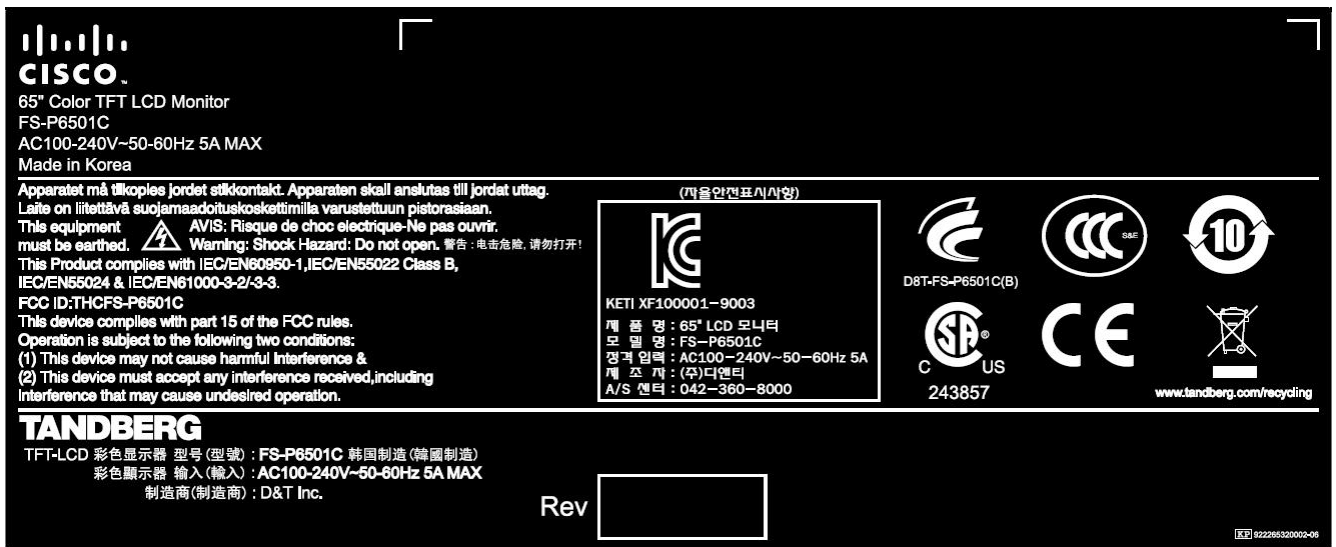 CISCO™
65" Color TFT LCD Monitor
FS-P6501C
AC100-240V~50-60Hz 5A MAX
Made in Korea
Apparatet må tilkoples jordet stikkontakt. Apparaten skall anslutas till jordat uttag.
Laite on liitettävä suojamaadoituskoskettimilla varustettuun pistorasiaan.
This equipment
must be earthed.
AVIS: Risque de choc electrique-Ne pas ouvrir.
Warning: Shock Hazard: Do not open. 警告:电击危险, 请勿打开!
This Product complies with IEC/EN60950-1,IEC/EN55022 Class B,
IEC/EN55024 & IEC/EN61000-3-2/-3-3.
FCC ID:THCFS-P6501C
This device complies with part 15 of the FCC rules.
Operation is subject to the following two conditions:
(1) This device may not cause harmful Interference &
(2) This device must accept any interference received,including
Interference that may cause undesired operation.
(자율안전표시사항)
KC
KETI XF100001-9003
제 품 명 : 65" LCD 모니터
모 델 명 : FS-P6501C
정격 입력 : AC100-240V~50-60Hz 5A
제 조 자 : (주)디엔티
A/S 센터 : 042-360-8000
D8T-FS-P6501C(B)
CCC S&E
10
SA®
C US
243857
CE
www.tandberg.com/recycling
TANDBERG
TFT-LCD 彩色显示器 型号(型號) : FS-P6501C 韩国制造(韓國制造)
彩色顯示器 输入(輸入) : AC100-240V~50-60Hz 5A MAX
制造商(制造商) : D&T Inc.
Rev
KP 922265320002-06